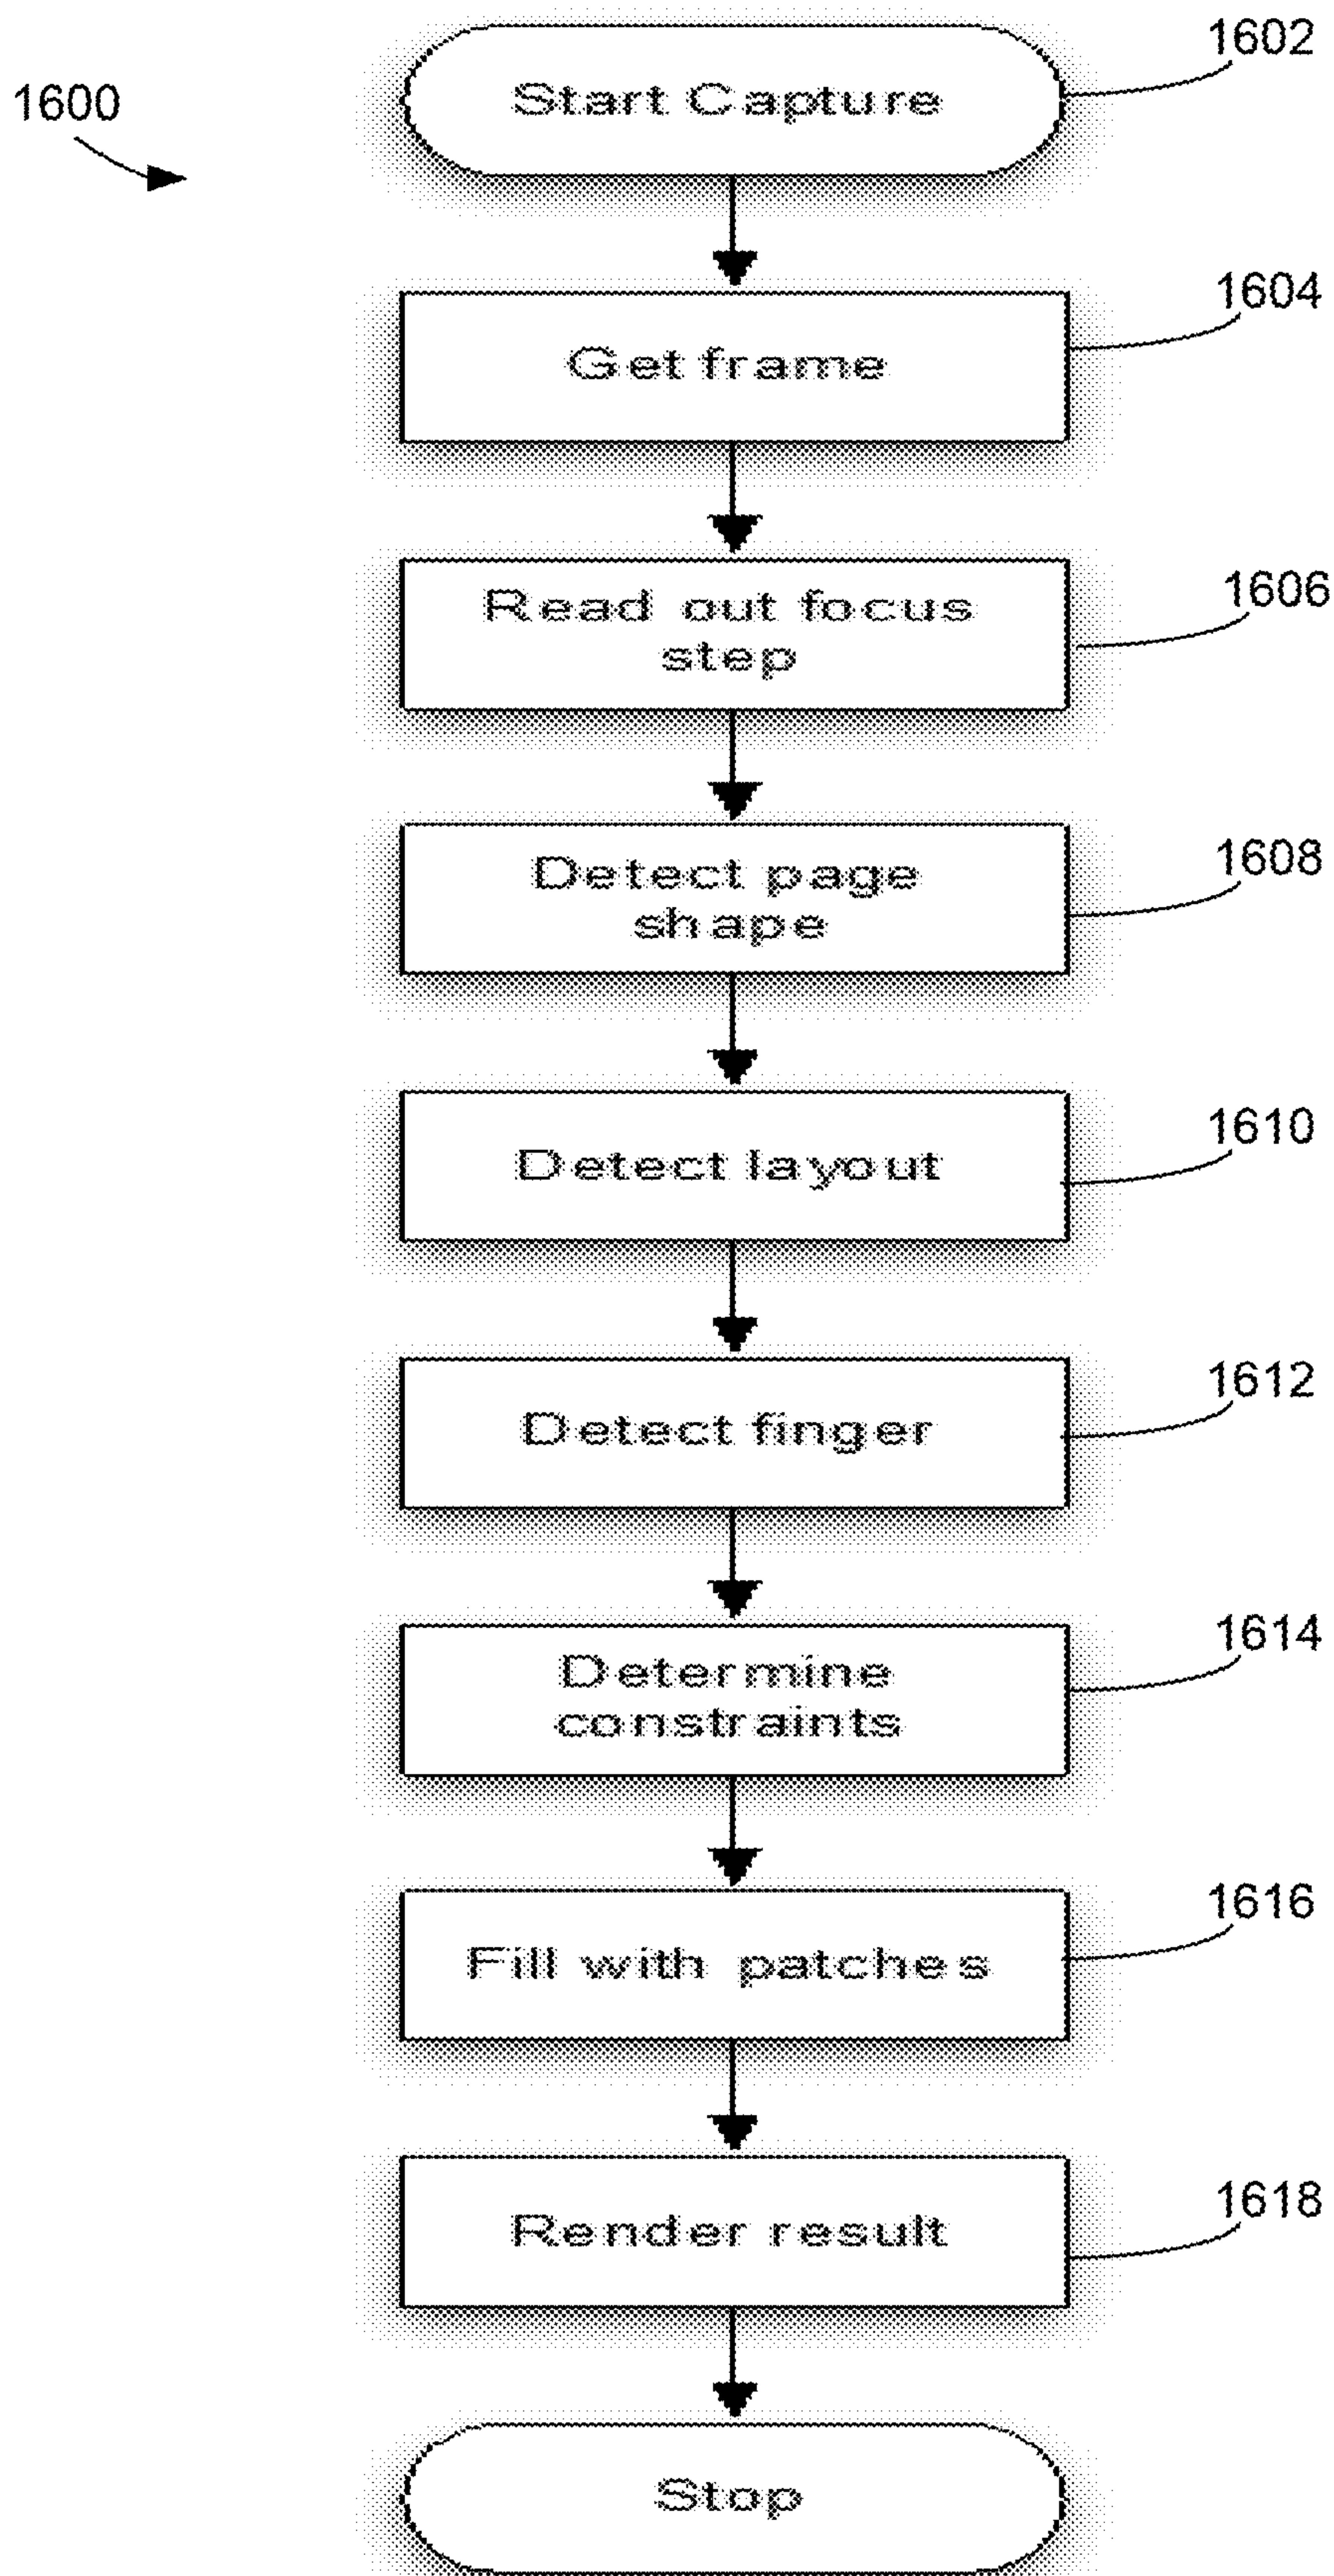 1602
1600
Start Capture
1604
Get frame
1606
Read out focus
step
1608
Detect page
shape
1610
Detect layout
1612
Detect finger
1614
Determine
constraints
1616
Fill with patches
1618
Render result
Stop